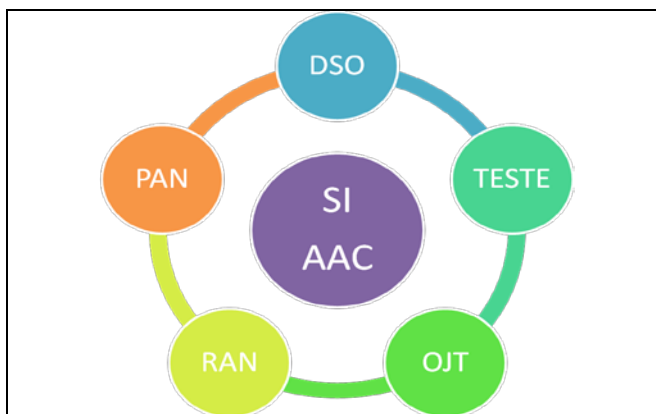 DSO
PAN
TESTE
SI
AAC
RAN
OJT